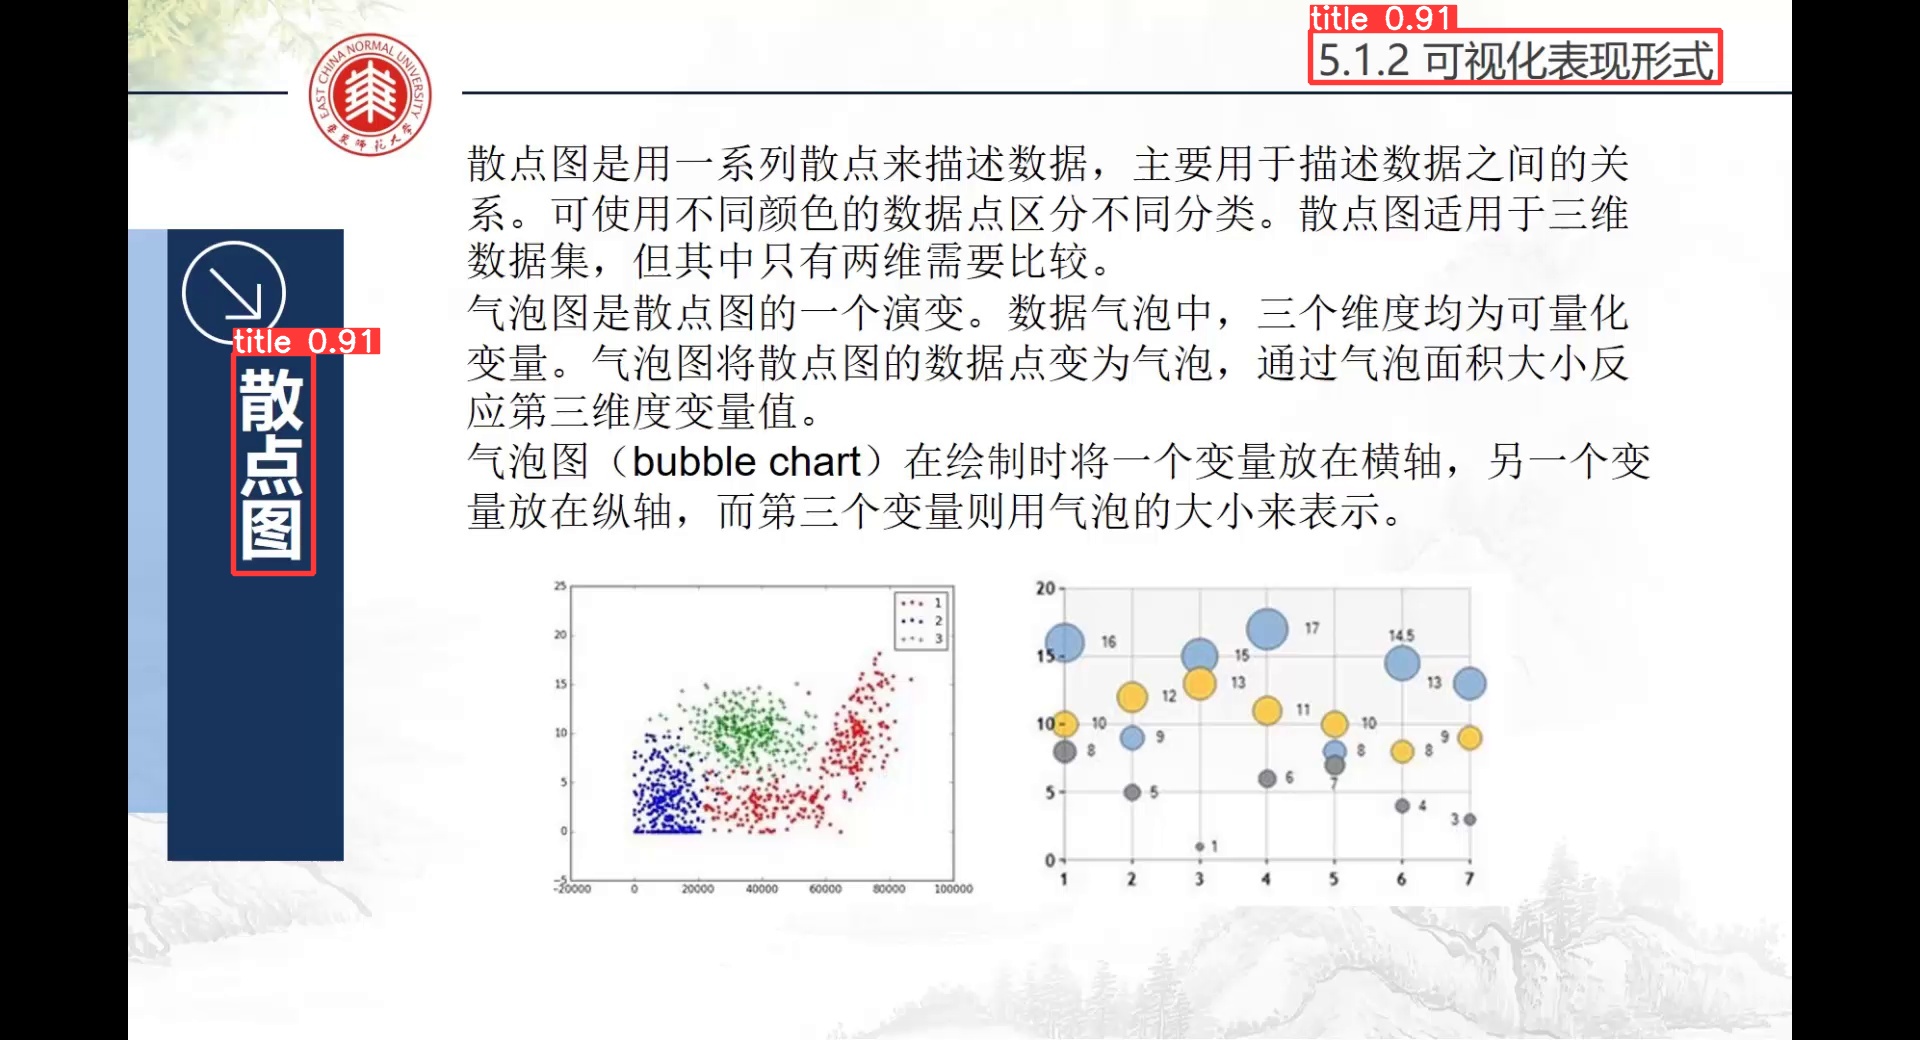 title 0.91
5.1.2 可视化表现形式
EAST CHINA NORMAL UNIVERSITY
华东师范大学
title 0.91
散点图
散点图是用一系列散点来描述数据，主要用于描述数据之间的关
系。可使用不同颜色的数据点区分不同分类。散点图适用于三维
数据集，但其中只有两维需要比较。
气泡图是散点图的一个演变。数据气泡中，三个维度均为可量化
变量。气泡图将散点图的数据点变为气泡，通过气泡面积大小反
应第三维度变量值。
气泡图（bubble chart）在绘制时将一个变量放在横轴，另一个变
量放在纵轴，而第三个变量则用气泡的大小来表示。
25
20
15
10
5
0
-5
-20000 0 20000 40000 60000 80000 100000
1
2
3
20
15
10
5
0
1 2 3 4 5 6 7
16 15 17 14.5 13
12 13 11 10
10 9 8 8 9
8 5 6 7 4 3
1